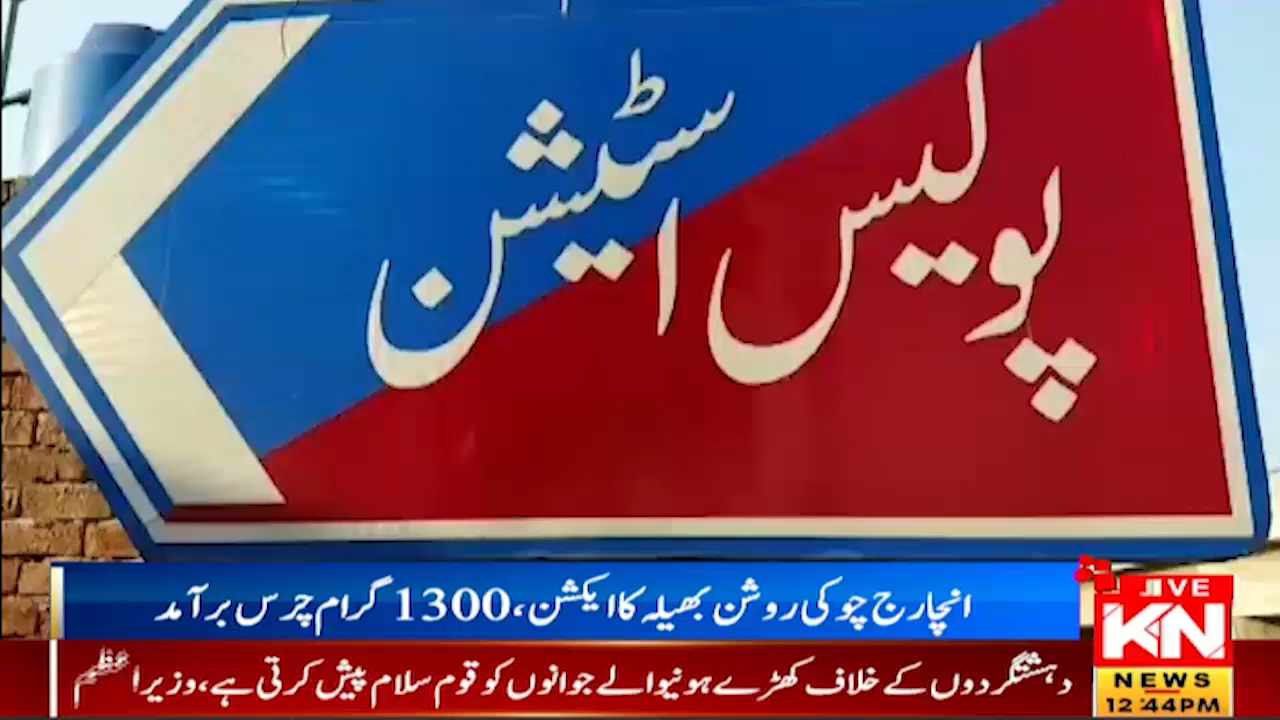 پولیس اسٹیشن
انچارج چوکی روشن بھیلہ کا ایکشن، 1300 گرام چرس برآمد
دہشتگردوں کے خلاف کھڑے ہونیوالے جوانوں کو قوم سلام پیش کرتی ہے، وزیراعظم
LIVE
KN
NEWS
12:44PM